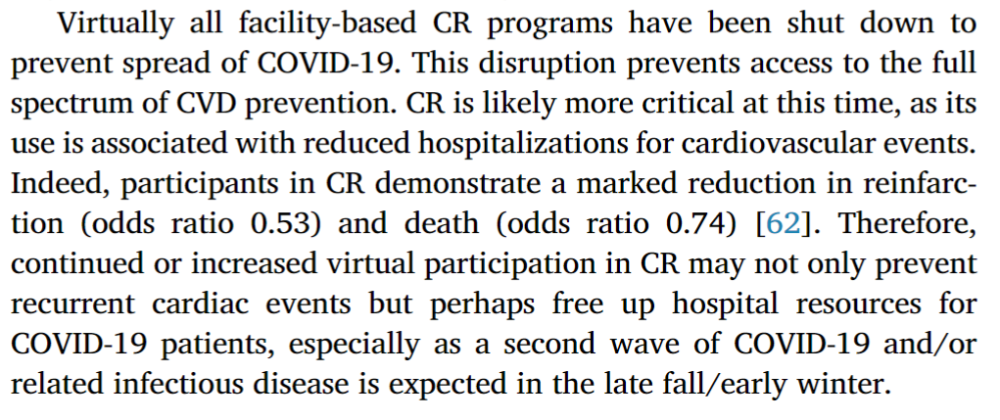 Virtually all facility-based CR programs have been shut down to
prevent spread of COVID-19. This disruption prevents access to the full
spectrum of CVD prevention. CR is likely more critical at this time, as its
use is associated with reduced hospitalizations for cardiovascular events.
Indeed, participants in CR demonstrate a marked reduction in reinfarc-
tion (odds ratio 0.53) and death (odds ratio 0.74) [62]. Therefore,
continued or increased virtual participation in CR may not only prevent
recurrent cardiac events but perhaps free up hospital resources for
COVID-19 patients, especially as a second wave of COVID-19 and/or
related infectious disease is expected in the late fall/early winter.